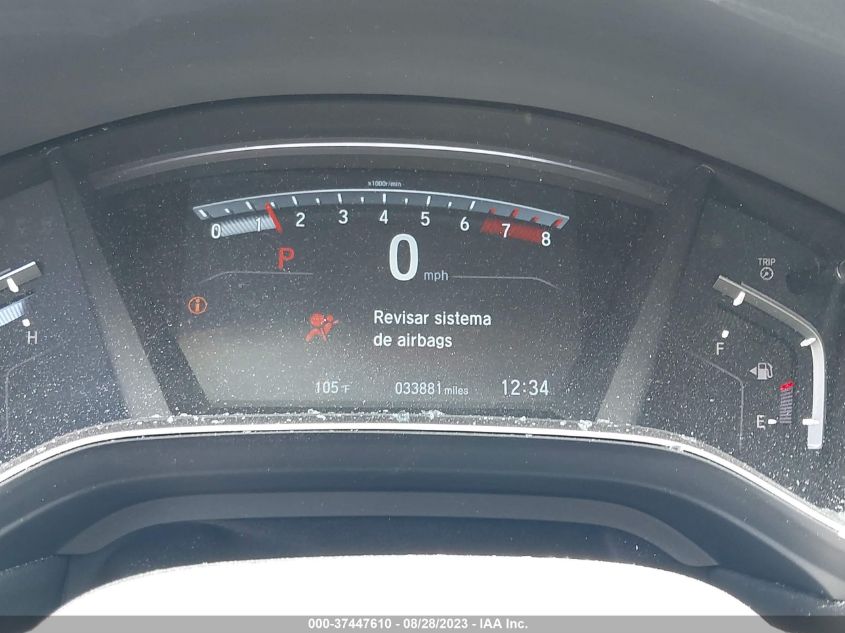 x1000r/min
0 1 2 3 4 5 6 7 8
P
0 mph
TRIP
H
Revisar sistema
de airbags
F
E
105°F 033881 miles 12:34
000-37447610 - 08/28/2023 - IAA Inc.